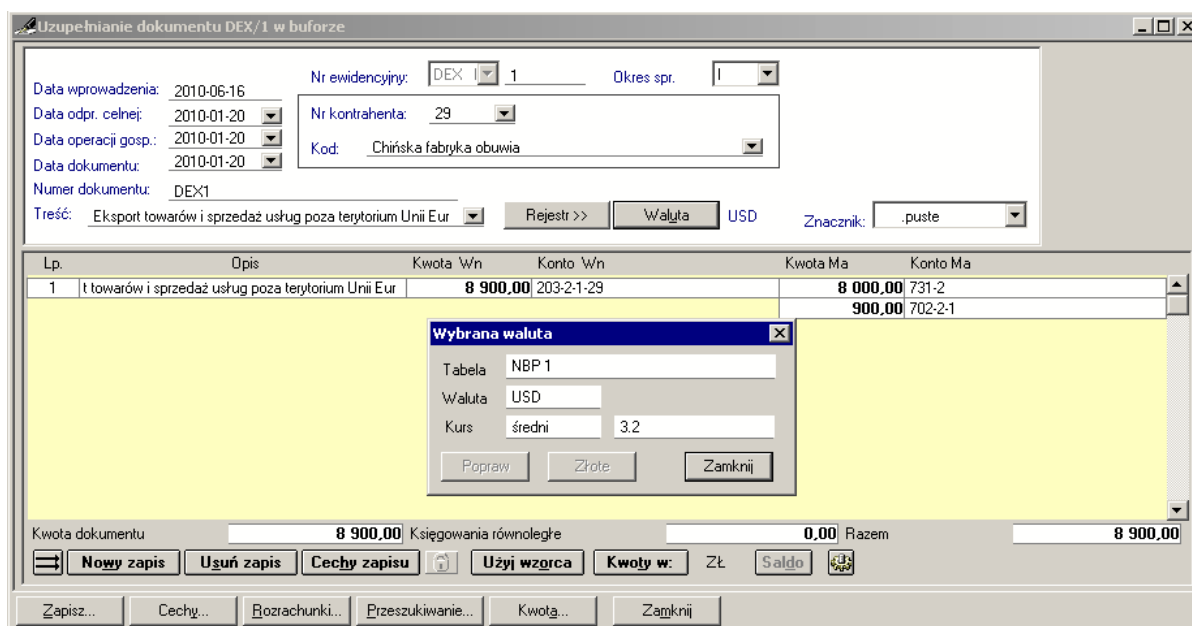 Uzupełnianie dokumentu DEX/1 w buforze
Nr ewidencyjny: DEX I 1 Okres spr. I
Data wprowadzenia: 2010-06-16
Data odpr. celnej: 2010-01-20 Nr kontrahenta: 29
Data operacji gosp.: 2010-01-20
Kod: Chińska fabryka obuwia
Data dokumentu: 2010-01-20
Numer dokumentu: DEX1
Treść: Eksport towarów i sprzedaż usług poza terytorium Unii Eur Rejestr >> Waluta USD Znacznik: .puste
Lp. Opis Kwota Wn Konto Wn Kwota Ma Konto Ma
1 t towarów i sprzedaż usług poza terytorium Unii Eur 8 900,00 203-2-1-29 8 000,00 731-2
900,00 702-2-1
Wybrana waluta
Tabela NBP 1
Waluta USD
Kurs średni 3.2
Popraw Złote Zamknij
Kwota dokumentu 8 900,00 Księgowania równoległe 0,00 Razem 8 900,00
Nowy zapis Usuń zapis Cechy zapisu Użyj wzorca Kwoty w: ZŁ Saldo
Zapisz... Cechy... Rozrachunki... Przeszukiwanie... Kwota... Zamknij